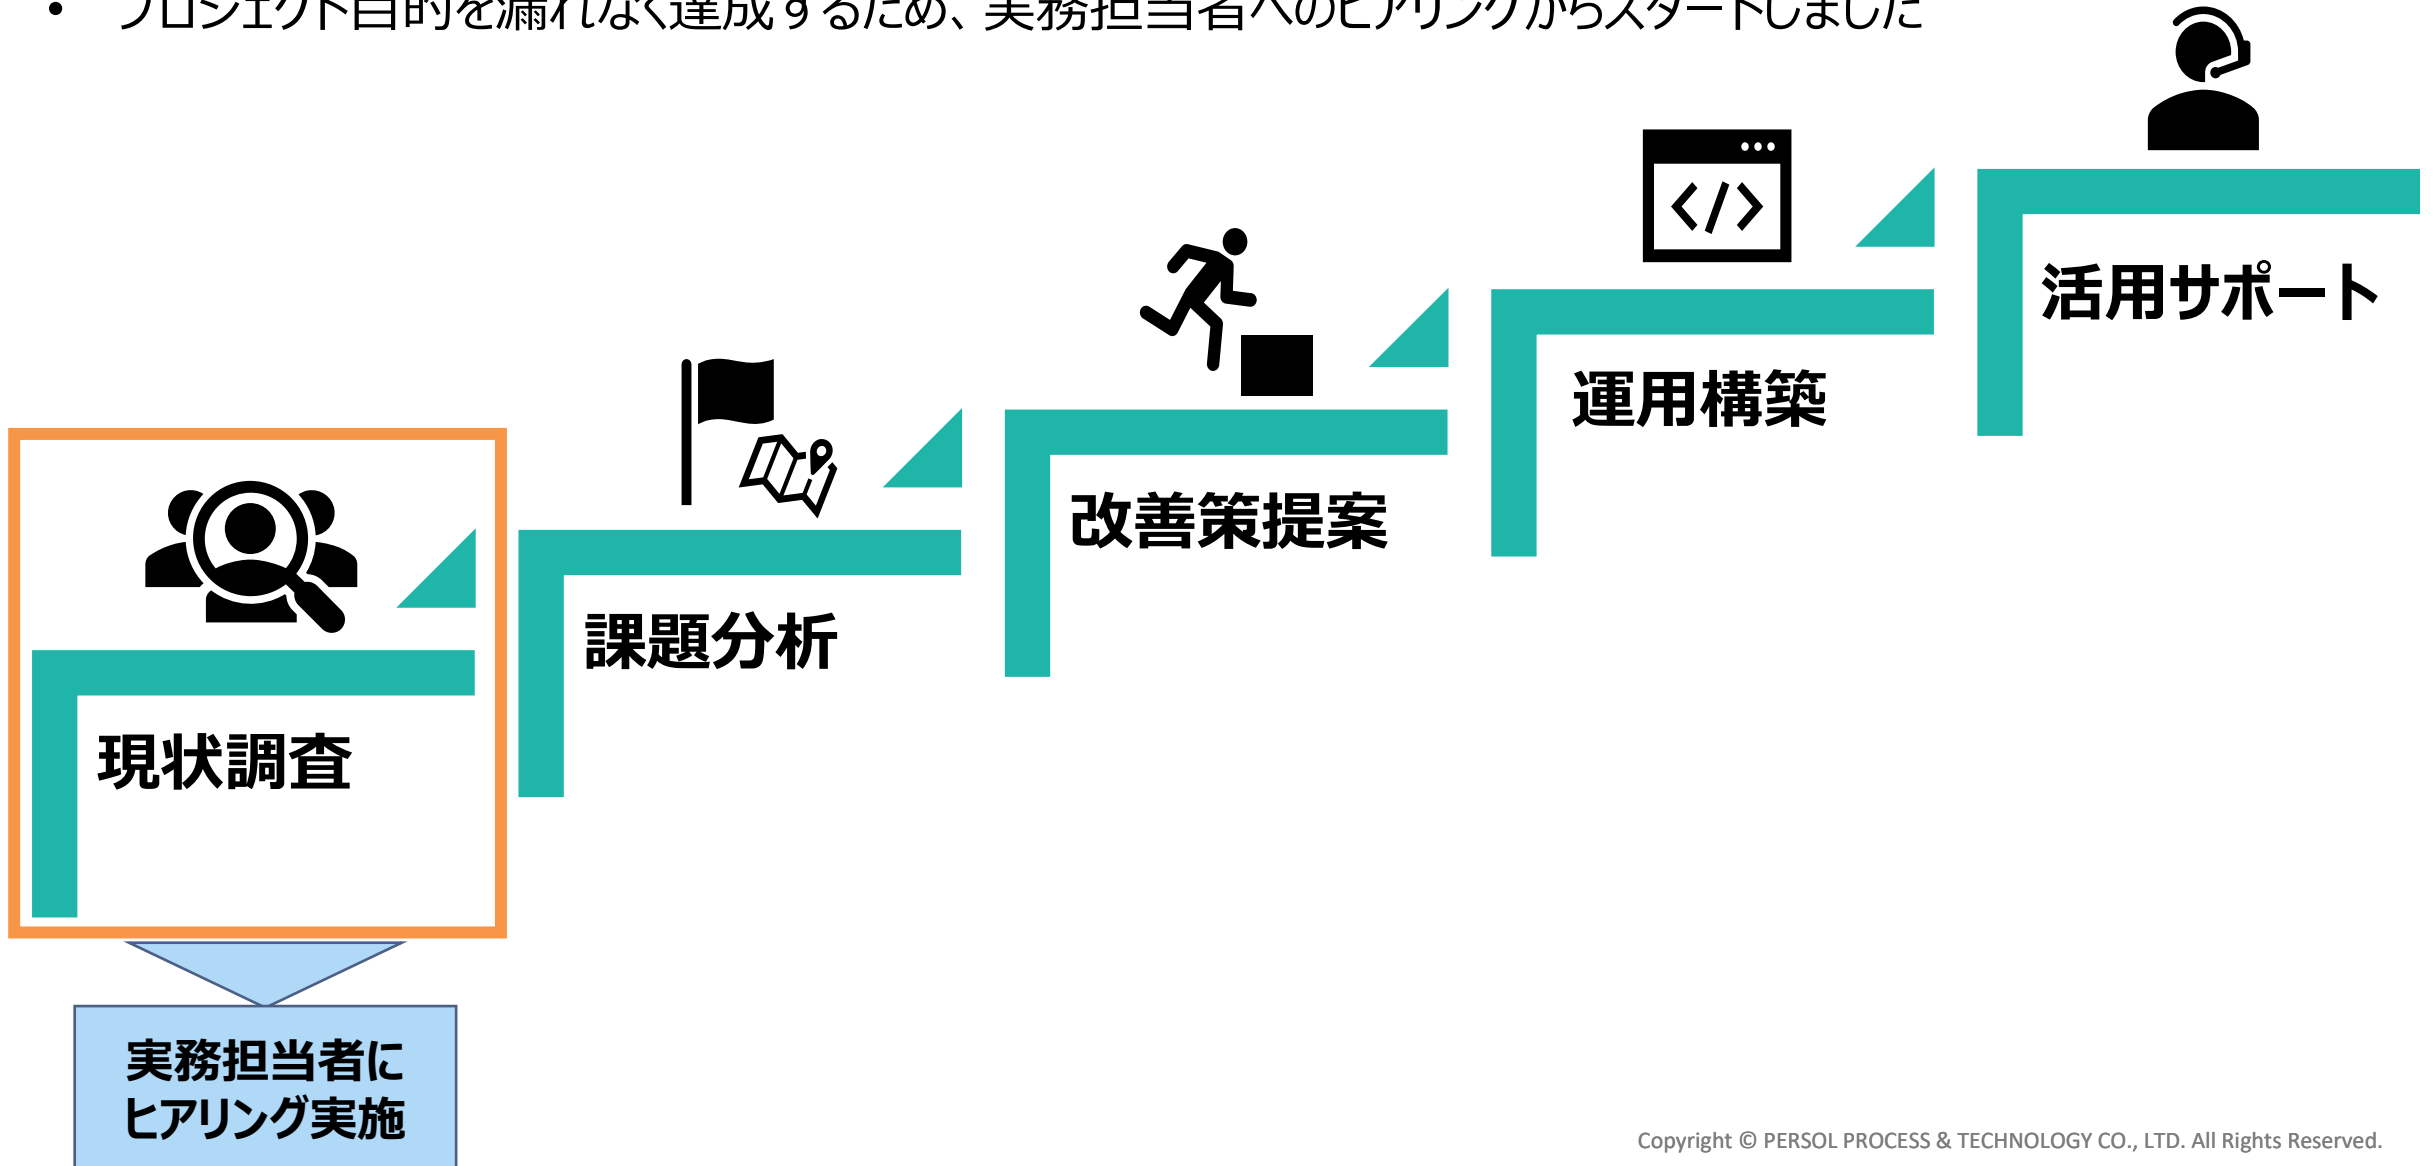 • プロジェクト目的を漏れなく達成するため、実務担当者へのヒアリングからスタートしました
活用サポート
運用構築
改善策提案
課題分析
現状調査
実務担当者に
ヒアリング実施
Copyright © PERSOL PROCESS & TECHNOLOGY CO., LTD. All Rights Reserved.